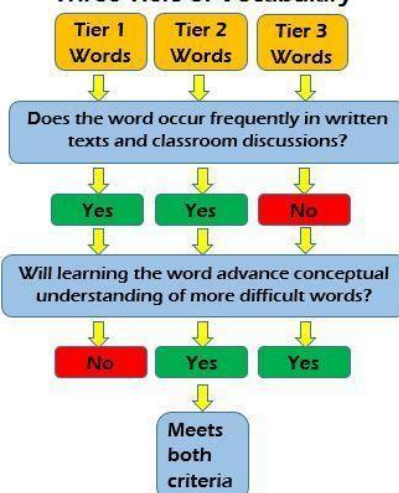 Three Tiers of Vocabulary
Tier 1
Words
Tier 2
Words
Tier 3
Words
Does the word occur frequently in written
texts and classroom discussions?
Yes
Yes
No
Will learning the word advance conceptual
understanding of more difficult words?
No
Yes
Yes
Meets
both
criteria